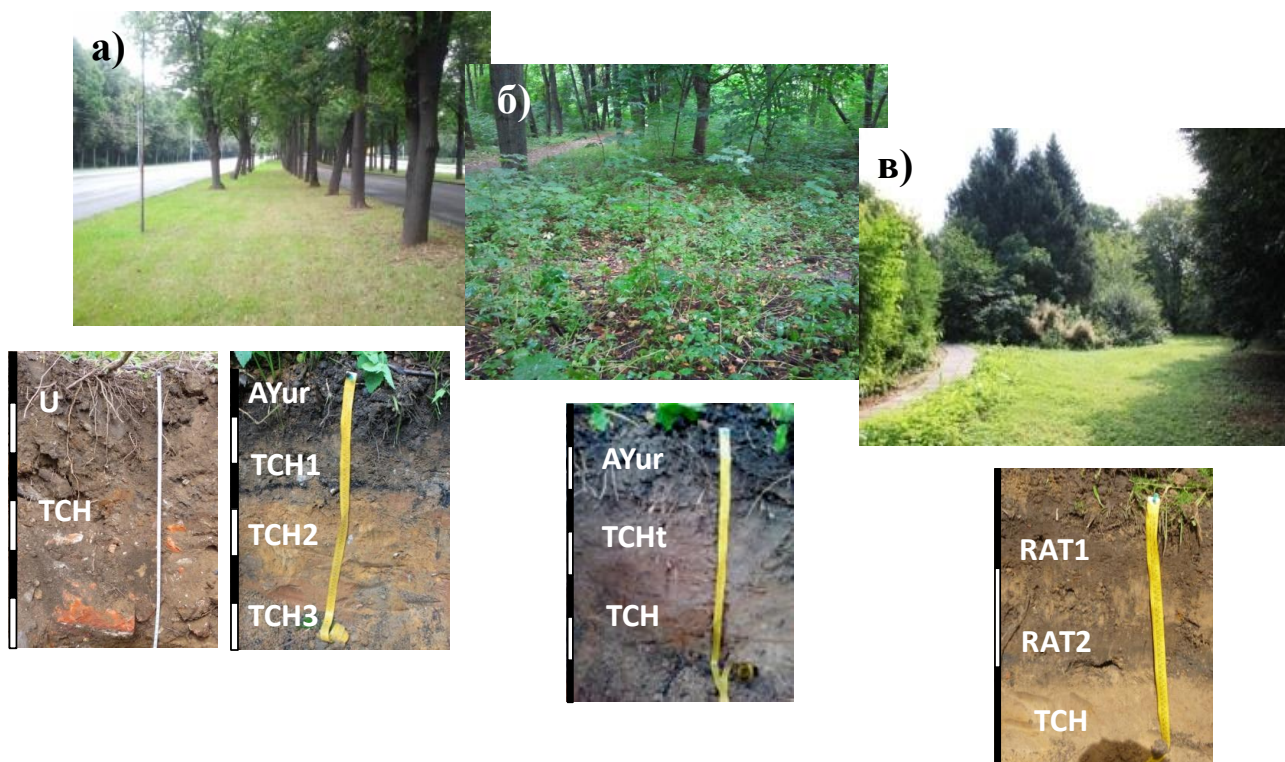 а)
б)
в)
U
TCH
AYur
TCH1
TCH2
TCH3
AYur
TCHt
TCH
RAT1
RAT2
TCH